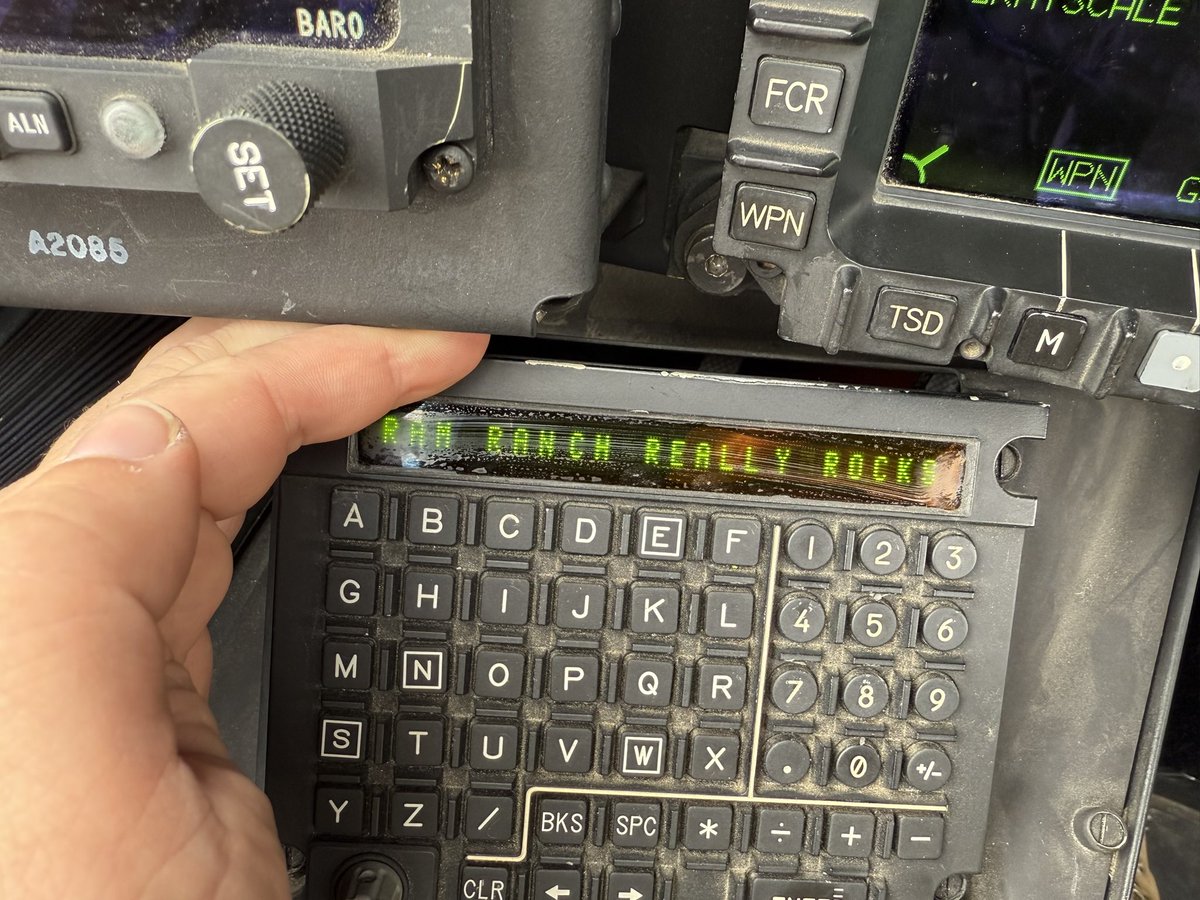 BARO
ALN
SET
A2085
GRAYSCALE
FCR
WPN
WPN
TSD
M
RAM RANCH REALLY ROCKS
A B C D E F 1 2 3
G H I J K L 4 5 6
M N O P Q R 7 8 9
S T U V W X . 0 +/-
Y Z / BKS SPC * ÷ + −
CLR ← →